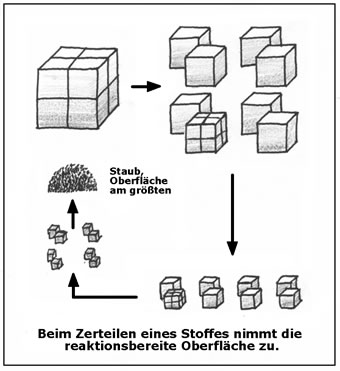 Staub,
Oberfläche
am größten
Beim Zerteilen eines Stoffes nimmt die
reaktionsbereite Oberfläche zu.